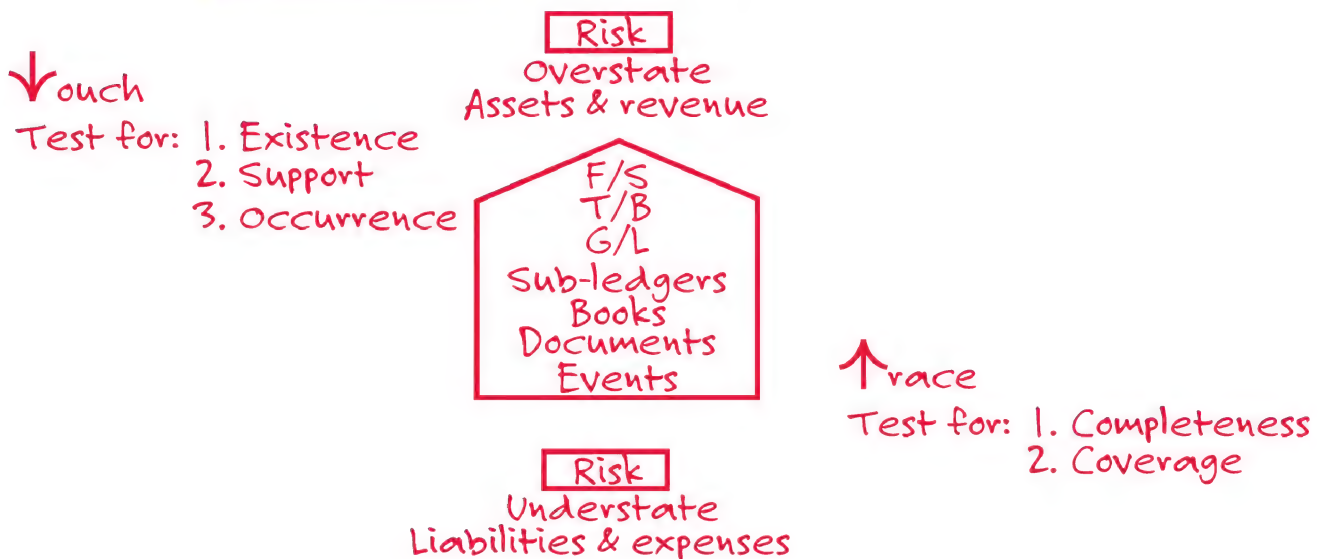 Risk
Overstate
Assets & revenue
↓ouch
Test for: 1. Existence
2. Support
3. Occurrence
F/S
T/B
G/L
Sub-ledgers
Books
Documents
Events
↑race
Test for: 1. Completeness
2. Coverage
Risk
Understate
Liabilities & expenses